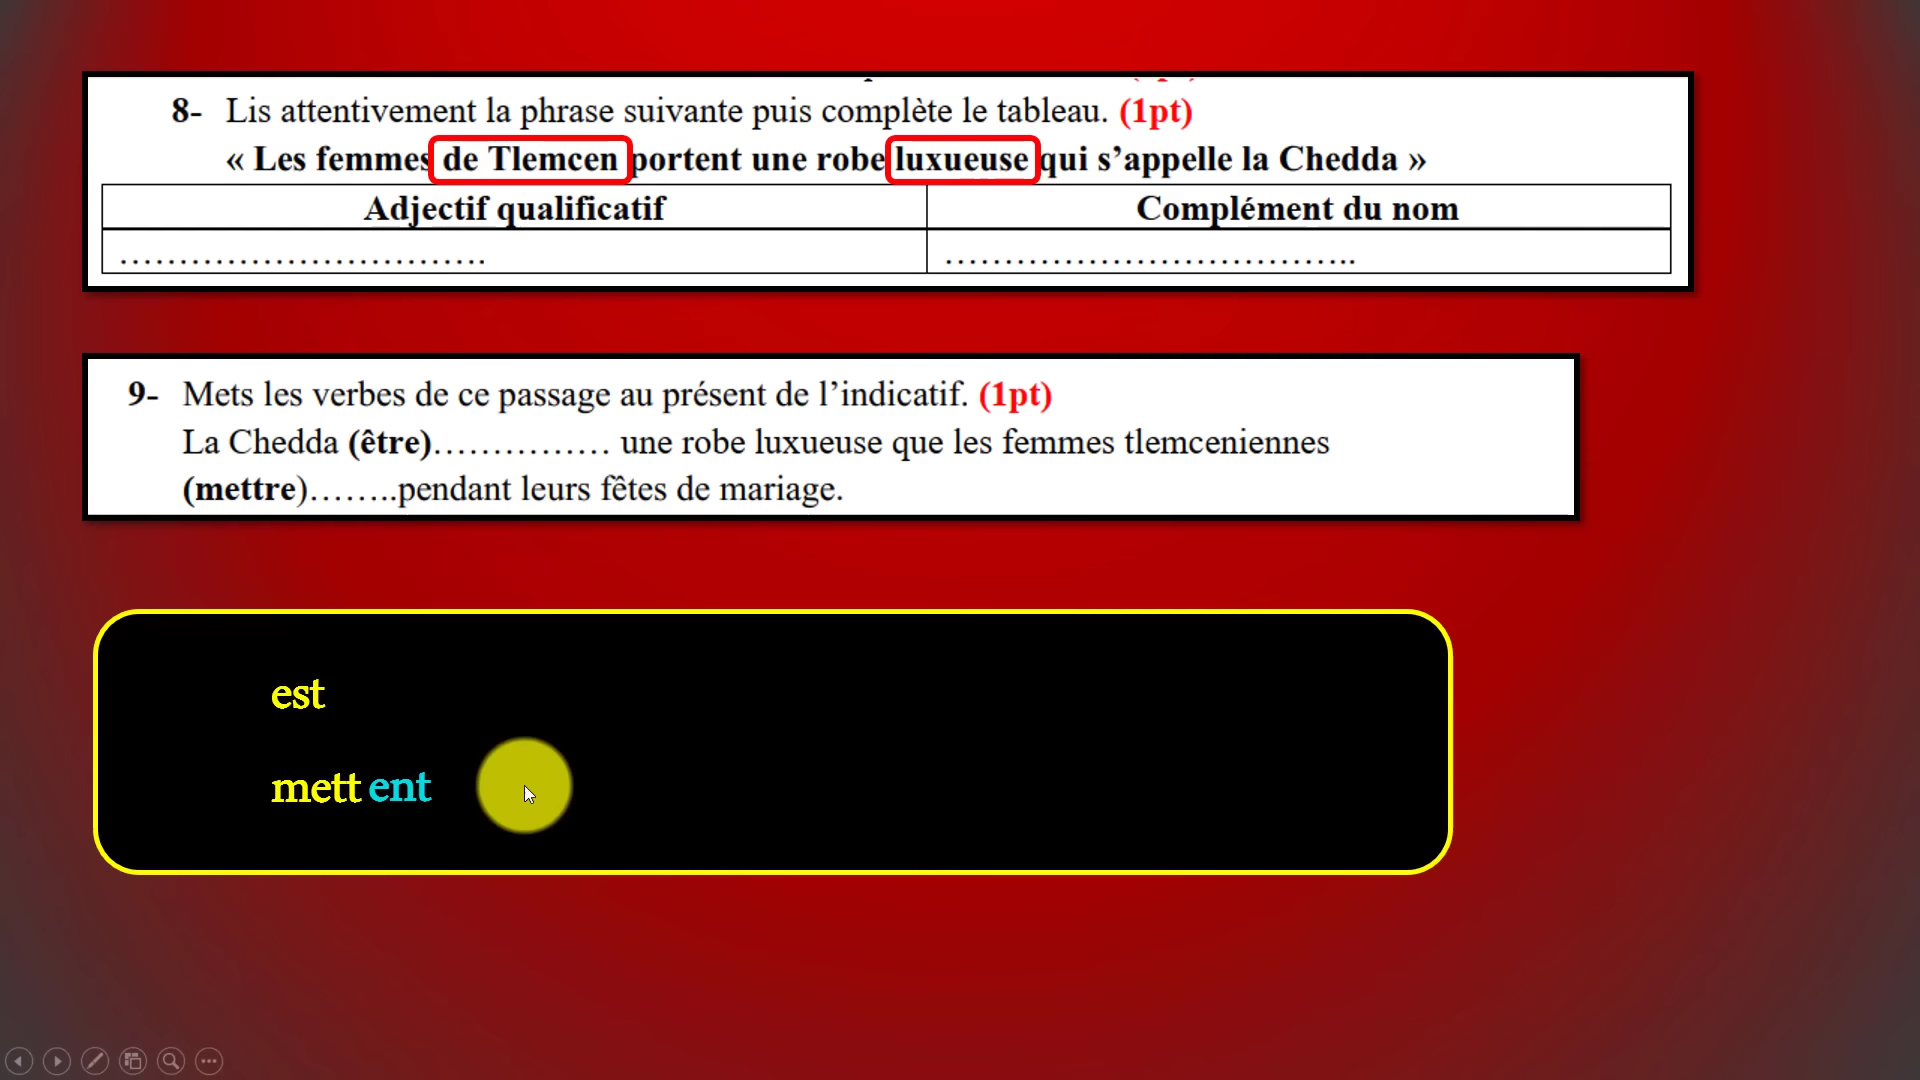 8- Lis attentivement la phrase suivante puis complète le tableau. (1pt)
« Les femmes de Tlemcen portent une robe luxueuse qui s’appelle la Chedda »
Adjectif qualificatif Complément du nom
…………………………. ……………………………..
9- Mets les verbes de ce passage au présent de l’indicatif. (1pt)
La Chedda (être)…………… une robe luxueuse que les femmes tlemceniennes
(mettre)……..pendant leurs fêtes de mariage.
est
mett ent